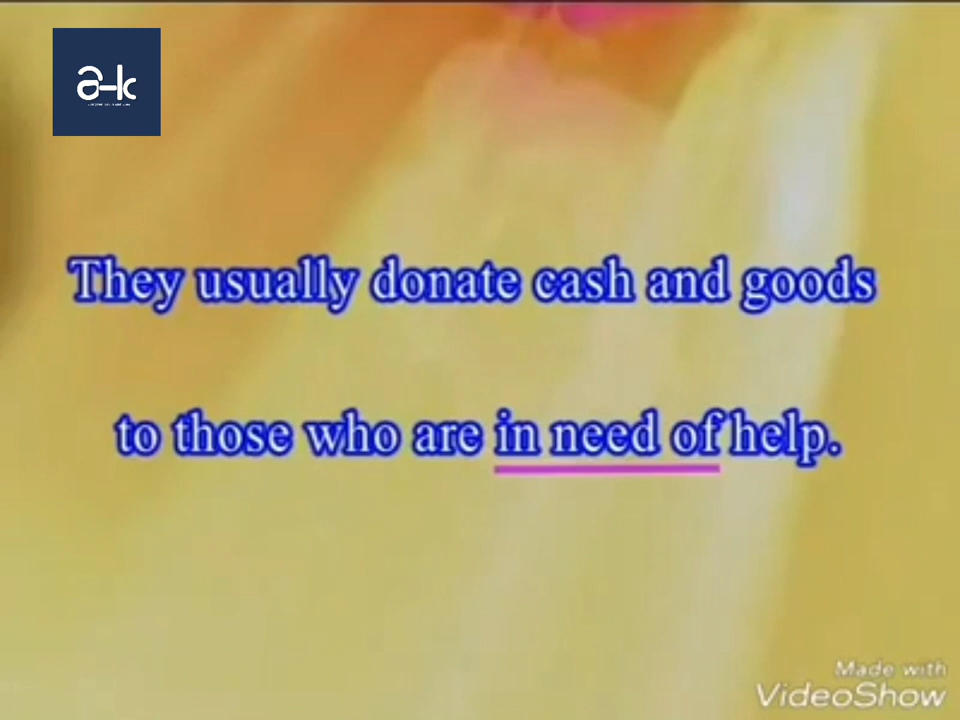 a-k
They usually donate cash and goods
to those who are in need of help.
Made with
VideoShow